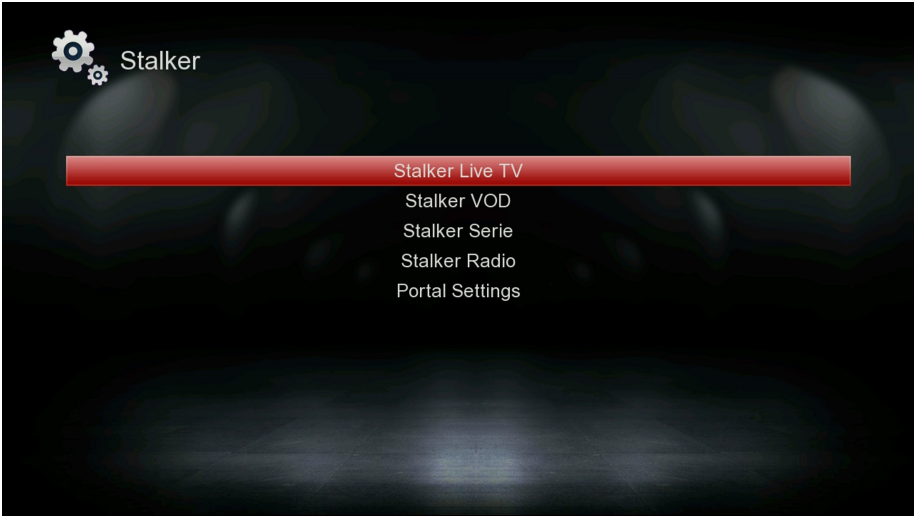 Stalker
Stalker Live TV
Stalker VOD
Stalker Serie
Stalker Radio
Portal Settings